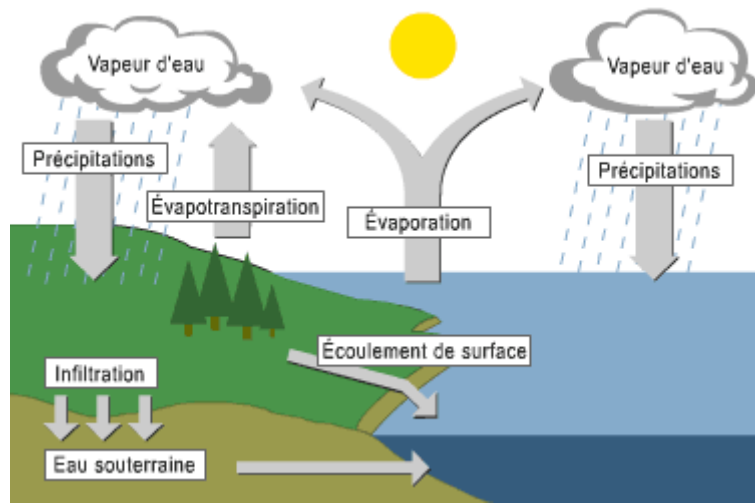 Vapeur d'eau
Vapeur d'eau
Précipitations
Précipitations
Évapotranspiration
Évaporation
Écoulement de surface
Infiltration
Eau souterraine